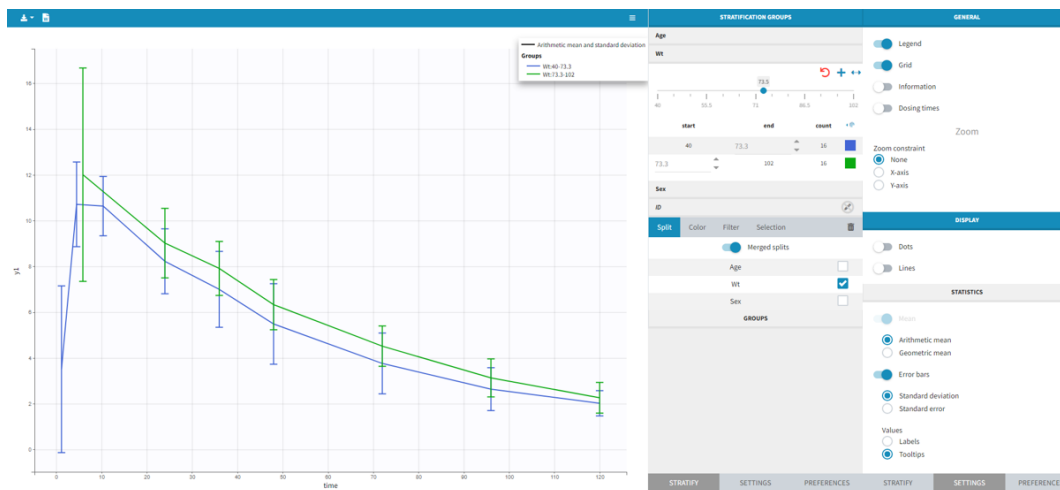 STRATIFICATION GROUPS
GENERAL
Arithmetic mean and standard deviation
Groups
Wt:40-73.3
Wt:73.3-102
16
14
12
10
8
6
4
2
0
y1
0 10 20 30 40 50 60 70 80 90 100 110 120
time
Age
Wt
73.3
40 55.5 71 86.5 102
start end count
40 73.3 16
73.3 102 16
Sex
ID
Split Color Filter Selection
Merged splits
Age
Wt
Sex
GROUPS
STRATIFY SETTINGS PREFERENCES
Legend
Grid
Information
Dosing times
Zoom
Zoom constraint
None
X-axis
Y-axis
DISPLAY
Dots
Lines
STATISTICS
Mean
Arithmetic mean
Geometric mean
Error bars
Standard deviation
Standard error
Values
Labels
Tooltips
STRATIFY SETTINGS PREFERENCE